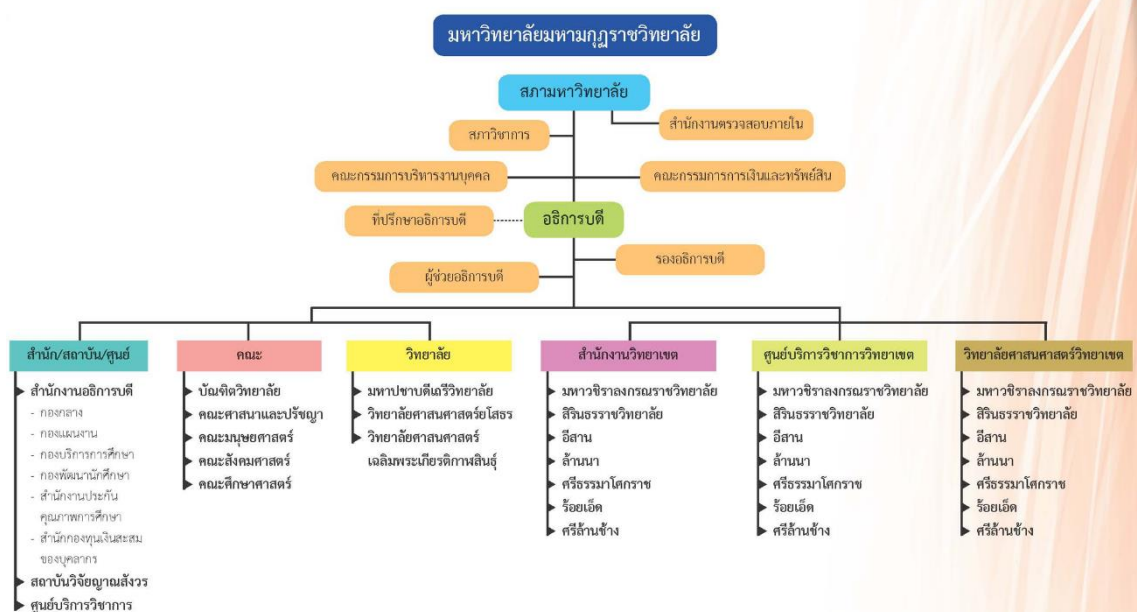 มหาวิทยาลัยมหามกุฏราชวิทยาลัย
สภามหาวิทยาลัย
สำนักงานตรวจสอบภายใน
สภาวิชาการ
คณะกรรมการบริหารงานบุคคล
คณะกรรมการการเงินและทรัพย์สิน
ที่ปรึกษาอธิการบดี
อธิการบดี
รองอธิการบดี
ผู้ช่วยอธิการบดี
สำนัก/สถาบัน/ศูนย์
สำนักงานอธิการบดี
- กองกลาง
- กองแผนงาน
- กองบริการการศึกษา
- กองพัฒนานักศึกษา
- สำนักงานประกัน
คุณภาพการศึกษา
- สำนักกองทุนเงินสะสม
ของบุคลากร
สถาบันวิจัยญาณสังวร
ศูนย์บริการวิชาการ
คณะ
บัณฑิตวิทยาลัย
คณะศาสนาและปรัชญา
คณะมนุษยศาสตร์
คณะสังคมศาสตร์
คณะศึกษาศาสตร์
วิทยาลัย
มหาปชาบดีเถรีวิทยาลัย
วิทยาลัยศาสนศาสตร์ยโสธร
วิทยาลัยศาสนศาสตร์
เฉลิมพระเกียรติกาฬสินธุ์
สำนักงานวิทยาเขต
มหาวชิราลงกรณราชวิทยาลัย
สิรินธรราชวิทยาลัย
อีสาน
ล้านนา
ศรีธรรมาโศกราช
ร้อยเอ็ด
ศรีล้านช้าง
ศูนย์บริการวิชาการวิทยาเขต
มหาวชิราลงกรณราชวิทยาลัย
สิรินธรราชวิทยาลัย
อีสาน
ล้านนา
ศรีธรรมาโศกราช
ร้อยเอ็ด
ศรีล้านช้าง
วิทยาลัยศาสนศาสตร์วิทยาเขต
มหาวชิราลงกรณราชวิทยาลัย
สิรินธรราชวิทยาลัย
อีสาน
ล้านนา
ศรีธรรมาโศกราช
ร้อยเอ็ด
ศรีล้านช้าง